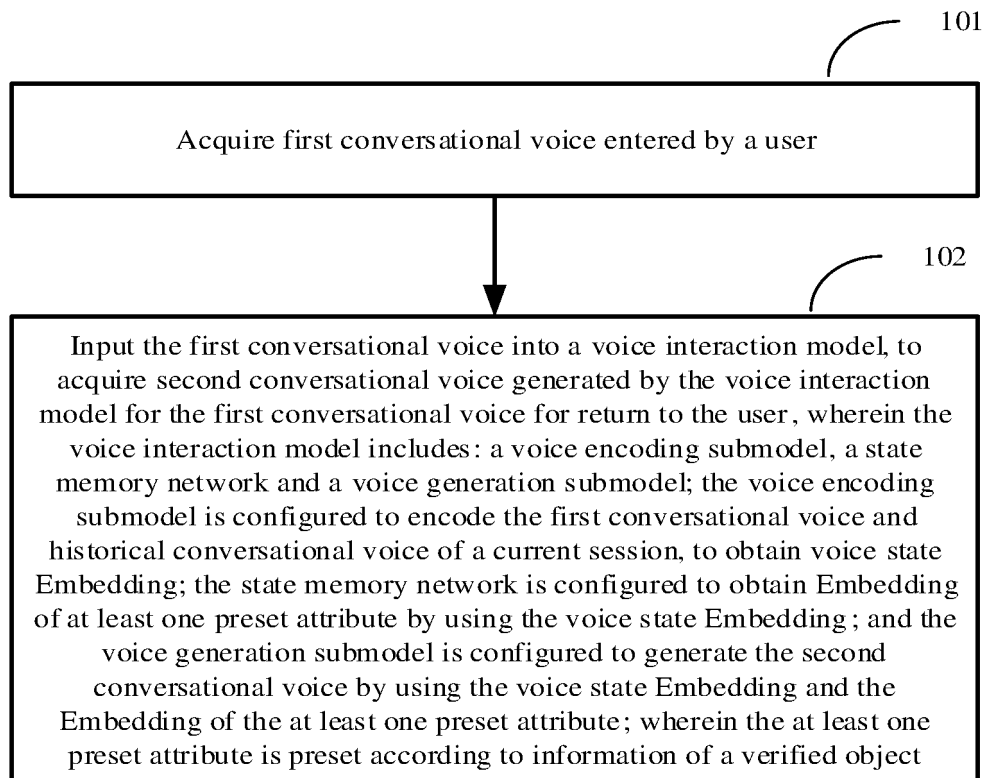 101
Acquire first conversational voice entered by a user
102
Input the first conversational voice into a voice interaction model, to
acquire second conversational voice generated by the voice interaction
model for the first conversational voice for return to the user, wherein the
voice interaction model includes: a voice encoding submodel, a state
memory network and a voice generation submodel; the voice encoding
submodel is configured to encode the first conversational voice and
historical conversational voice of a current session, to obtain voice state
Embedding; the state memory network is configured to obtain Embedding
of at least one preset attribute by using the voice state Embedding; and the
voice generation submodel is configured to generate the second
conversational voice by using the voice state Embedding and the
Embedding of the at least one preset attribute; wherein the at least one
preset attribute is preset according to information of a verified object